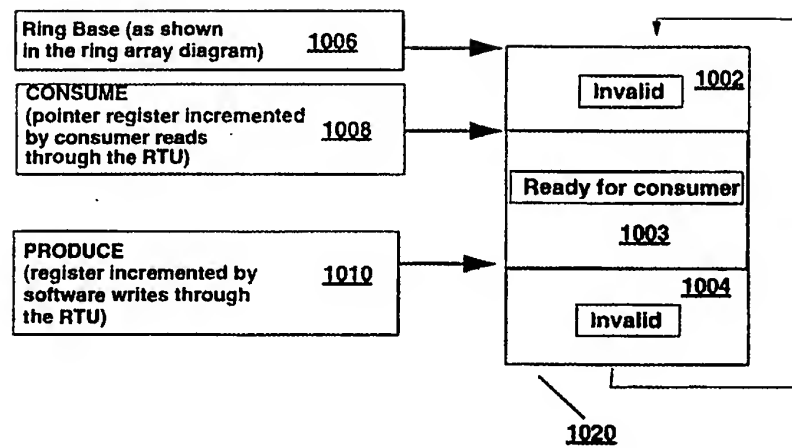 Ring Base (as shown
in the ring array diagram)
1006
CONSUME
(pointer register incremented
by consumer reads
through the RTU)
1008
PRODUCE
(register incremented by
software writes through
the RTU)
1010
Invalid
1002
Ready for consumer
1003
1004
Invalid
1020